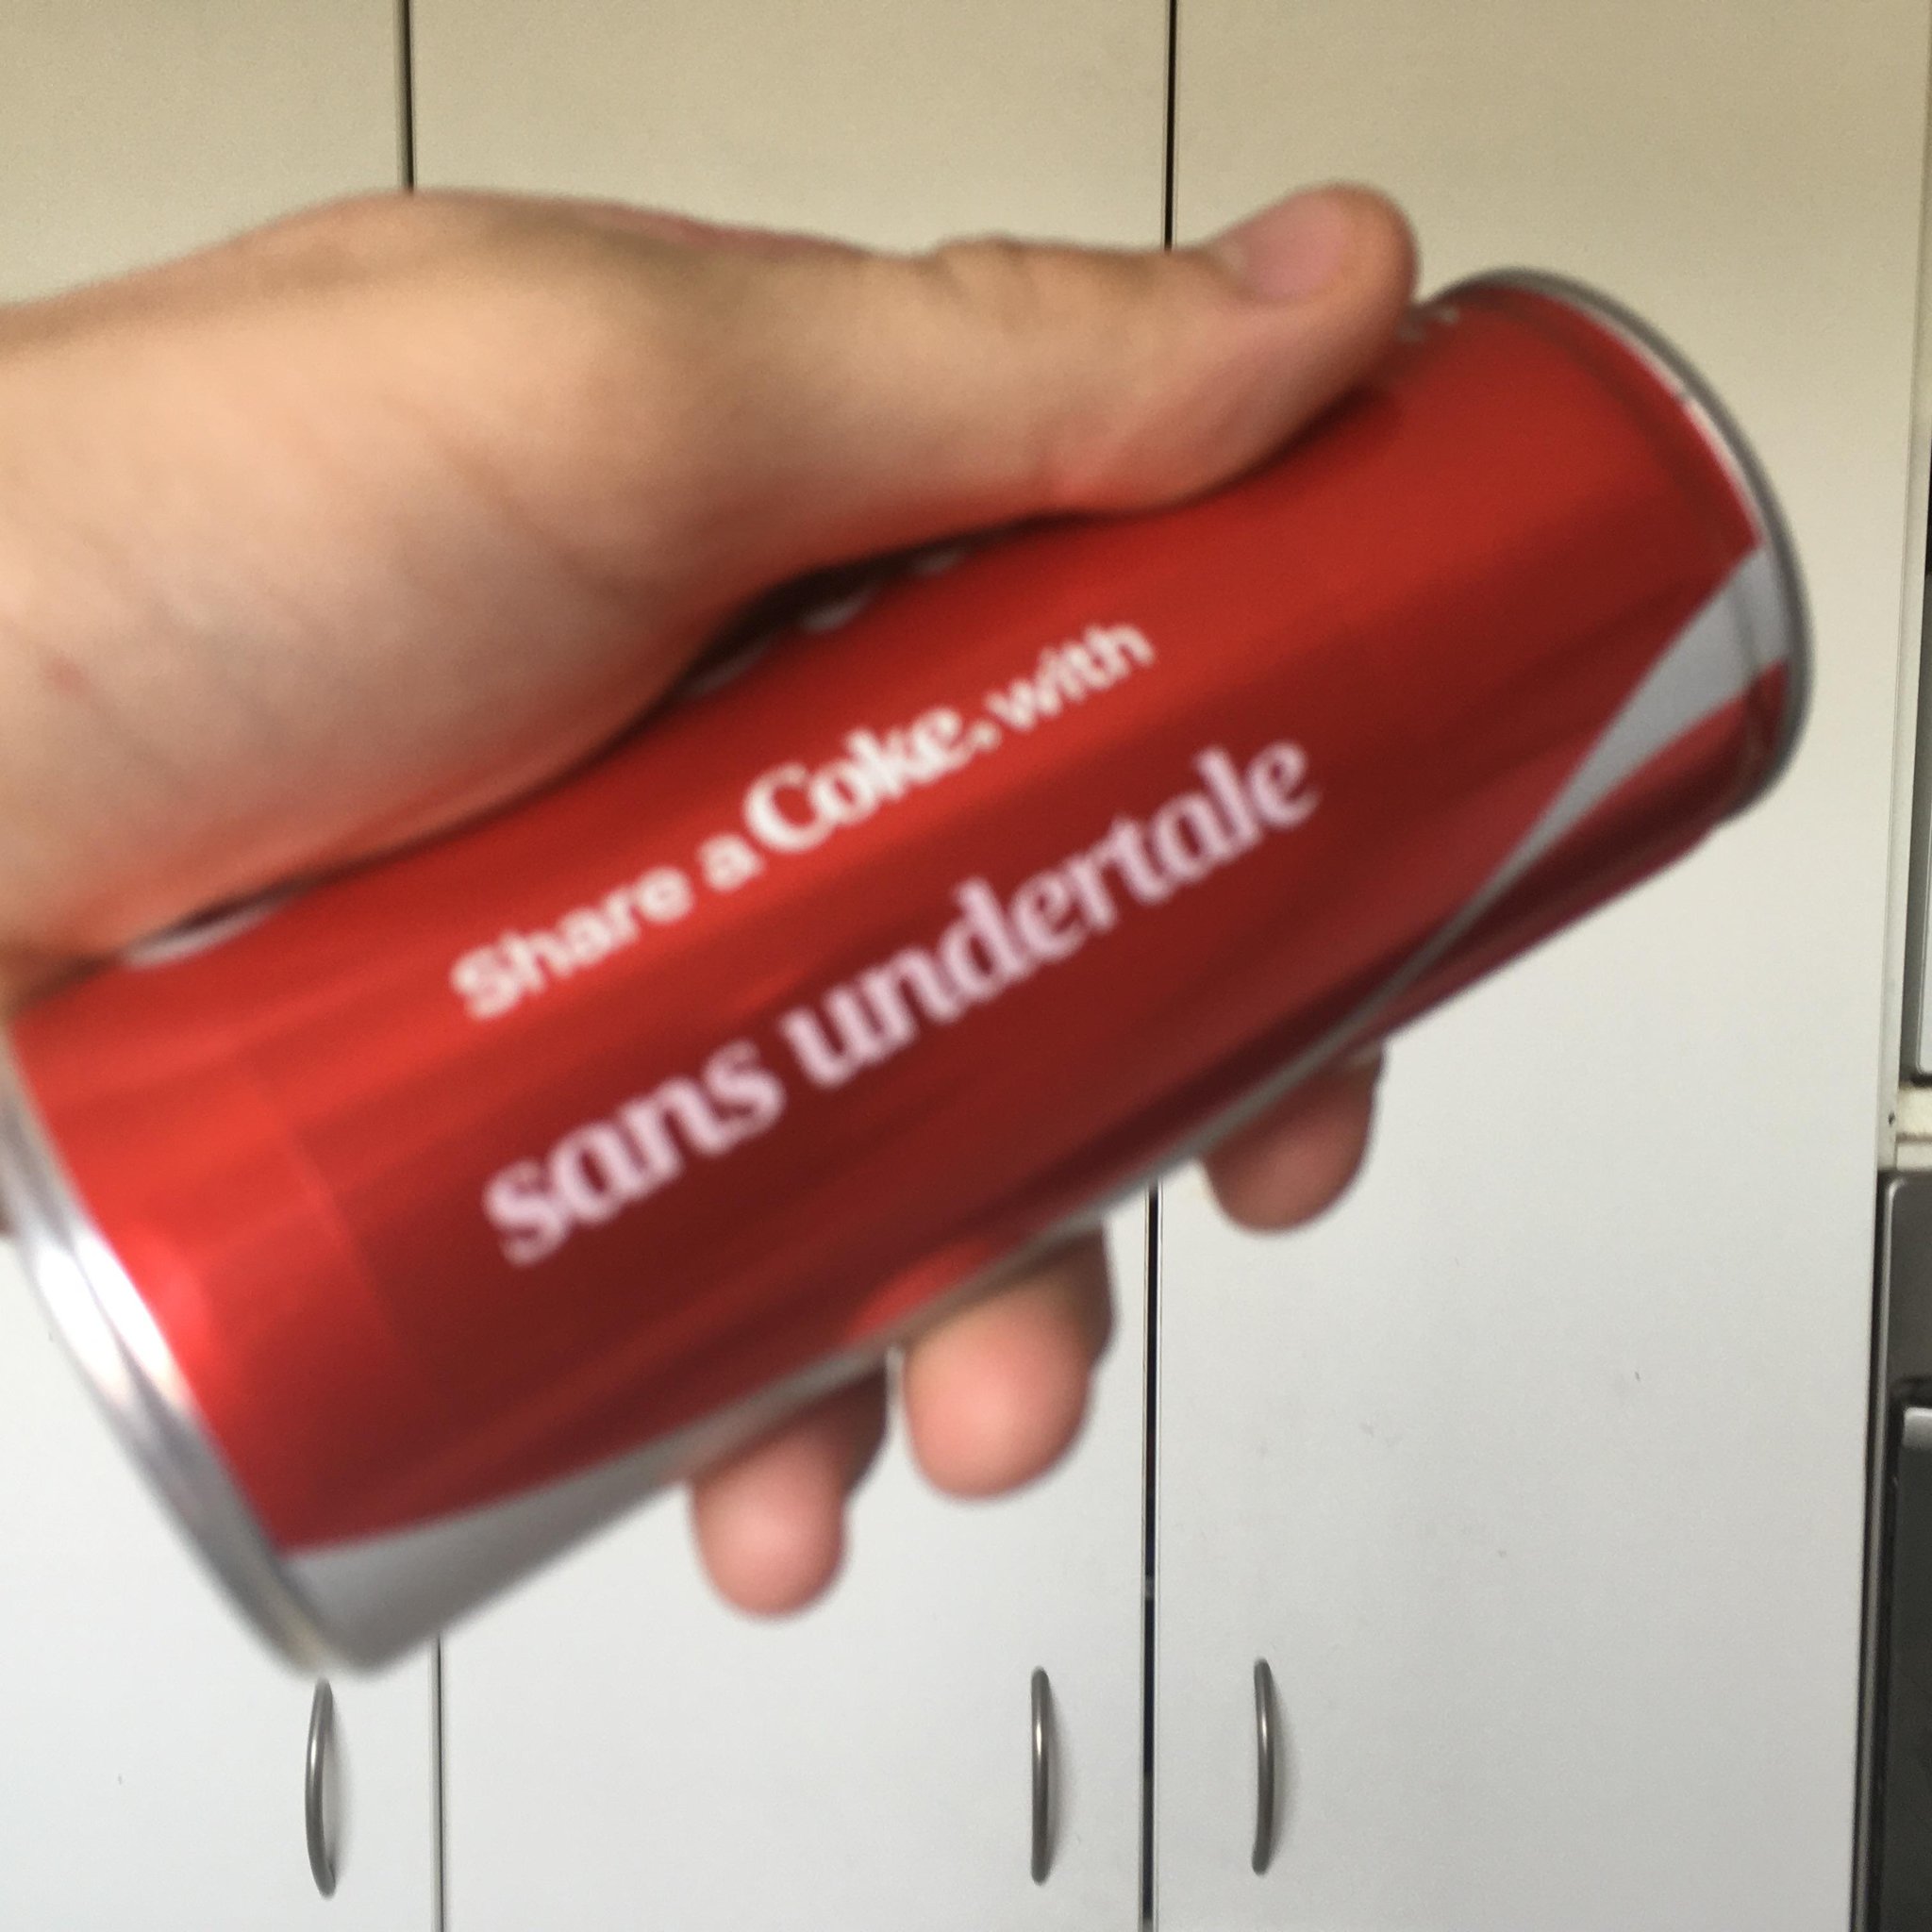 Share a Coke. with
sans undertale